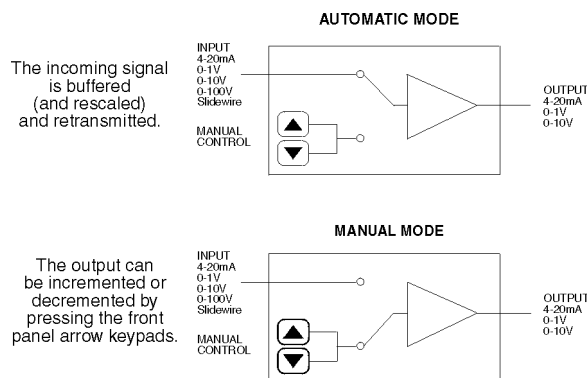 AUTOMATIC MODE
The incoming signal
is buffered
(and rescaled)
and retransmitted.
INPUT
4-20mA
0-1V
0-10V
0-100V
Slidewire
MANUAL
CONTROL
OUTPUT
4-20mA
0-1V
0-10V
MANUAL MODE
The output can
be incremented or
decremented by
pressing the front
panel arrow keypads.
INPUT
4-20mA
0-1V
0-10V
0-100V
Slidewire
MANUAL
CONTROL
OUTPUT
4-20mA
0-1V
0-10V